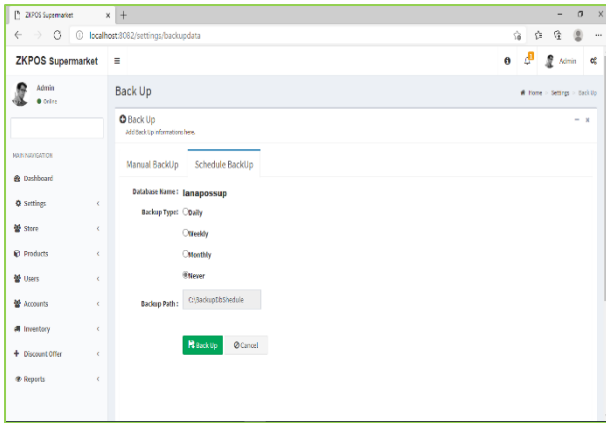 ZKPOS Supermarket
localhost:8082/settings/backupdata
ZKPOS Supermarket
Admin
Admin
Online
Back Up
Home > Settings > Back Up
Back Up
Add Back Up informations here.
MAIN NAVIGATION
Manual BackUp Schedule BackUp
Dashboard
Database Name : lanapossup
Settings
Backup Type: Daily
Store
Weekly
Products
Monthly
Users
Never
Accounts
Backup Path : C:/BackupDbShedule
Inventory
Back Up Cancel
Discount Offer
Reports